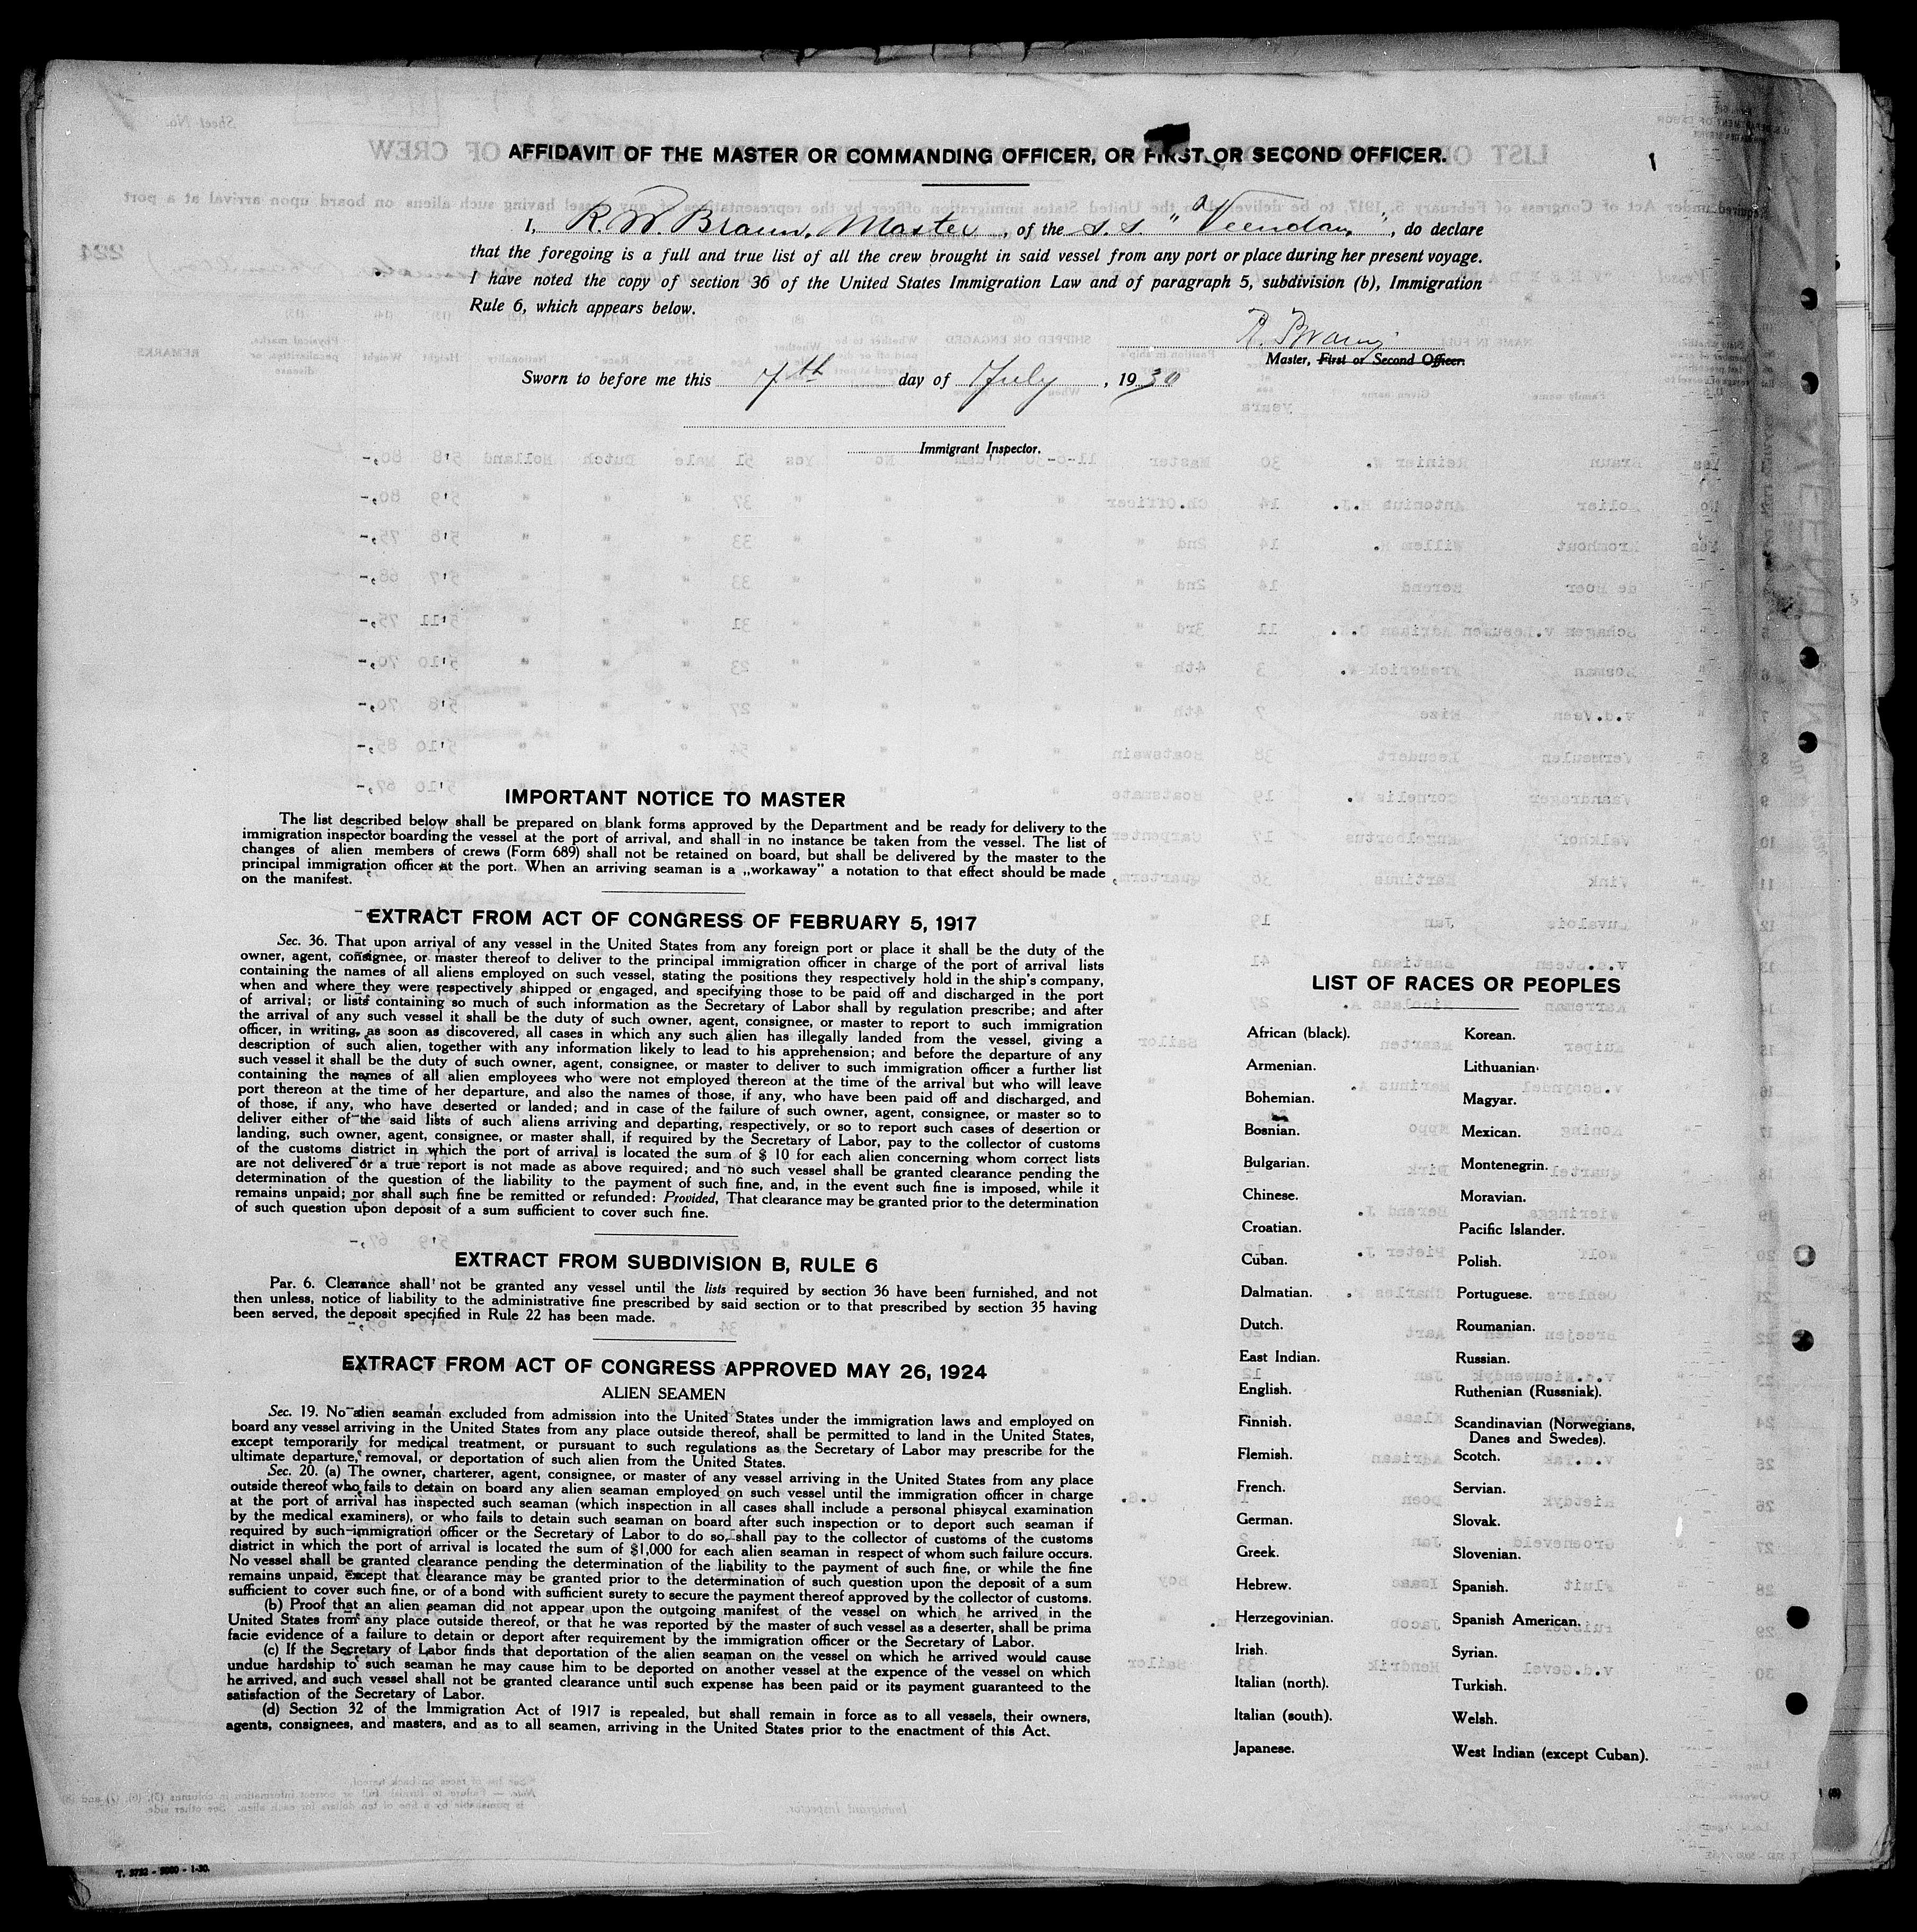 AFFIDAVIT OF THE MASTER OR COMMANDING OFFICER, OR FIRST OR SECOND OFFICER.
1
I, R. W. Braun, Master, of the S. S. "Veendam", do declare
that the foregoing is a full and true list of all the crew brought in said vessel from any port or place during her present voyage.
I have noted the copy of section 36 of the United States Immigration Law and of paragraph 5, subdivision (b), Immigration
Rule 6, which appears below.
R. Braun
Master, First or Second Officer.
Sworn to before me this 7th day of July, 1930
Immigrant Inspector.
IMPORTANT NOTICE TO MASTER
The list described below shall be prepared on blank forms approved by the Department and be ready for delivery to the
immigration inspector boarding the vessel at the port of arrival, and shall in no instance be taken from the vessel. The list of
changes of alien members of crews (Form 689) shall not be retained on board, but shall be delivered by the master to the
principal immigration officer at the port. When an arriving seaman is a „workaway" a notation to that effect should be made
on the manifest.
EXTRACT FROM ACT OF CONGRESS OF FEBRUARY 5, 1917
Sec. 36. That upon arrival of any vessel in the United States from any foreign port or place it shall be the duty of the
owner, agent, consignee, or master thereof to deliver to the principal immigration officer in charge of the port of arrival lists
containing the names of all aliens employed on such vessel, stating the positions they respectively hold in the ship's company,
when and where they were respectively shipped or engaged, and specifying those to be paid off and discharged in the port
of arrival; or lists containing so much of such information as the Secretary of Labor shall by regulation prescribe; and after
the arrival of any such vessel it shall be the duty of such owner, agent, consignee, or master to report to such immigration
officer, in writing, as soon as discovered, all cases in which any such alien has illegally landed from the vessel, giving a
description of such alien, together with any information likely to lead to his apprehension; and before the departure of any
such vessel it shall be the duty of such owner, agent, consignee, or master to deliver to such immigration officer a further list
containing the names of all alien employees who were not employed thereon at the time of the arrival but who will leave
port thereon at the time of her departure, and also the names of those, if any, who have been paid off and discharged, and
of those, if any, who have deserted or landed; and in case of the failure of such owner, agent, consignee, or master so to
deliver either of the said lists of such aliens arriving and departing, respectively, or so to report such cases of desertion or
landing, such owner, agent, consignee, or master shall, if required by the Secretary of Labor, pay to the collector of customs
of the customs district in which the port of arrival is located the sum of $ 10 for each alien concerning whom correct lists
are not delivered or a true report is not made as above required; and no such vessel shall be granted clearance pending the
determination of the question of the liability to the payment of such fine, and, in the event such fine is imposed, while it
remains unpaid; nor shall such fine be remitted or refunded: Provided, That clearance may be granted prior to the determination
of such question upon deposit of a sum sufficient to cover such fine.
EXTRACT FROM SUBDIVISION B, RULE 6
Par. 6. Clearance shall not be granted any vessel until the lists required by section 36 have been furnished, and not
then unless, notice of liability to the administrative fine prescribed by said section or to that prescribed by section 35 having
been served, the deposit specified in Rule 22 has been made.
EXTRACT FROM ACT OF CONGRESS APPROVED MAY 26, 1924
ALIEN SEAMEN
Sec. 19. No alien seaman excluded from admission into the United States under the immigration laws and employed on
board any vessel arriving in the United States from any place outside thereof, shall be permitted to land in the United States,
except temporarily for medical treatment, or pursuant to such regulations as the Secretary of Labor may prescribe for the
ultimate departure, removal, or deportation of such alien from the United States.
Sec. 20. (a) The owner, charterer, agent, consignee, or master of any vessel arriving in the United States from any place
outside thereof who fails to detain on board any alien seaman employed on such vessel until the immigration officer in charge
at the port of arrival has inspected such seaman (which inspection in all cases shall include a personal phisycal examination
by the medical examiners), or who fails to detain such seaman on board after such inspection or to deport such seaman if
required by such immigration officer or the Secretary of Labor to do so, shall pay to the collector of customs of the customs
district in which the port of arrival is located the sum of $1,000 for each alien seaman in respect of whom such failure occurs.
No vessel shall be granted clearance pending the determination of the liability to the payment of such fine, or while the fine
remains unpaid, except that clearance may be granted prior to the determination of such question upon the deposit of a sum
sufficient to cover such fine, or of a bond with sufficient surety to secure the payment thereof approved by the collector of customs.
(b) Proof that an alien seaman did not appear upon the outgoing manifest of the vessel on which he arrived in the
United States from any place outside thereof, or that he was reported by the master of such vessel as a deserter, shall be prima
facie evidence of a failure to detain or deport after requirement by the immigration officer or the Secretary of Labor.
(c) If the Secretary of Labor finds that deportation of the alien seaman on the vessel on which he arrived would cause
undue hardship to such seaman he may cause him to be deported on another vessel at the expence of the vessel on which
he arrived, and such vessel shall not be granted clearance until such expense has been paid or its payment guaranteed to the
satisfaction of the Secretary of Labor.
(d) Section 32 of the Immigration Act of 1917 is repealed, but shall remain in force as to all vessels, their owners,
agents, consignees, and masters, and as to all seamen, arriving in the United States prior to the enactment of this Act.
LIST OF RACES OR PEOPLES
African (black). Korean.
Armenian. Lithuanian.
Bohemian. Magyar.
Bosnian. Mexican.
Bulgarian. Montenegrin.
Chinese. Moravian.
Croatian. Pacific Islander.
Cuban. Polish.
Dalmatian. Portuguese.
Dutch. Roumanian.
East Indian. Russian.
English. Ruthenian (Russniak).
Finnish. Scandinavian (Norwegians,
Danes and Swedes).
Flemish. Scotch.
French. Servian.
German. Slovak.
Greek. Slovenian.
Hebrew. Spanish.
Herzegovinian. Spanish American.
Irish. Syrian.
Italian (north). Turkish.
Italian (south). Welsh.
Japanese. West Indian (except Cuban).